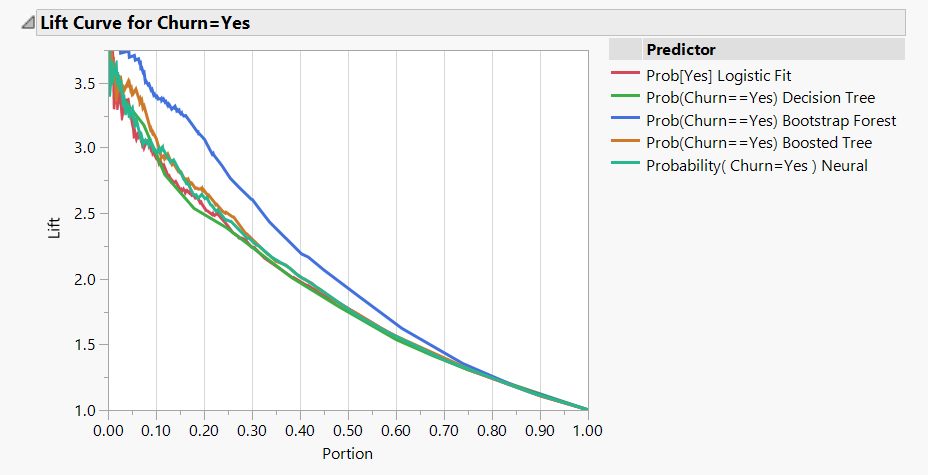 Lift Curve for Churn=Yes
Predictor
Prob[Yes] Logistic Fit
Prob(Churn==Yes) Decision Tree
Prob(Churn==Yes) Bootstrap Forest
Prob(Churn==Yes) Boosted Tree
Probability( Churn=Yes ) Neural
3.5
3.0
2.5
2.0
1.5
1.0
Lift
0.00 0.10 0.20 0.30 0.40 0.50 0.60 0.70 0.80 0.90 1.00
Portion